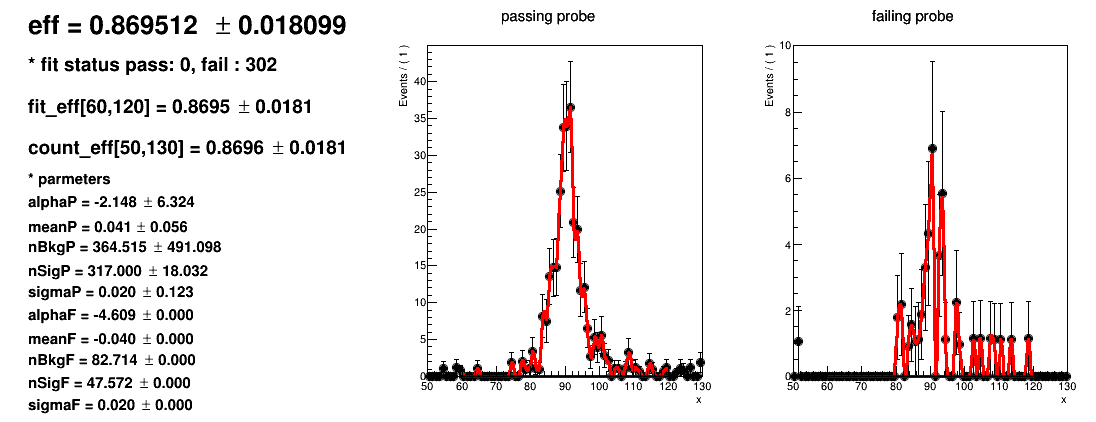 eff = 0.869512 ± 0.018099
* fit status pass: 0, fail : 302
fit_eff[60,120] = 0.8695 ± 0.0181
count_eff[50,130] = 0.8696 ± 0.0181
* parmeters
alphaP = -2.148 ± 6.324
meanP = 0.041 ± 0.056
nBkgP = 364.515 ± 491.098
nSigP = 317.000 ± 18.032
sigmaP = 0.020 ± 0.123
alphaF = -4.609 ± 0.000
meanF = -0.040 ± 0.000
nBkgF = 82.714 ± 0.000
nSigF = 47.572 ± 0.000
sigmaF = 0.020 ± 0.000
passing probe
Events / ( 1 )
40
35
30
25
20
15
10
5
0
50 60 70 80 90 100 110 120 130
x
failing probe
Events / ( 1 )
10
8
6
4
2
0
50 60 70 80 90 100 110 120 130
x